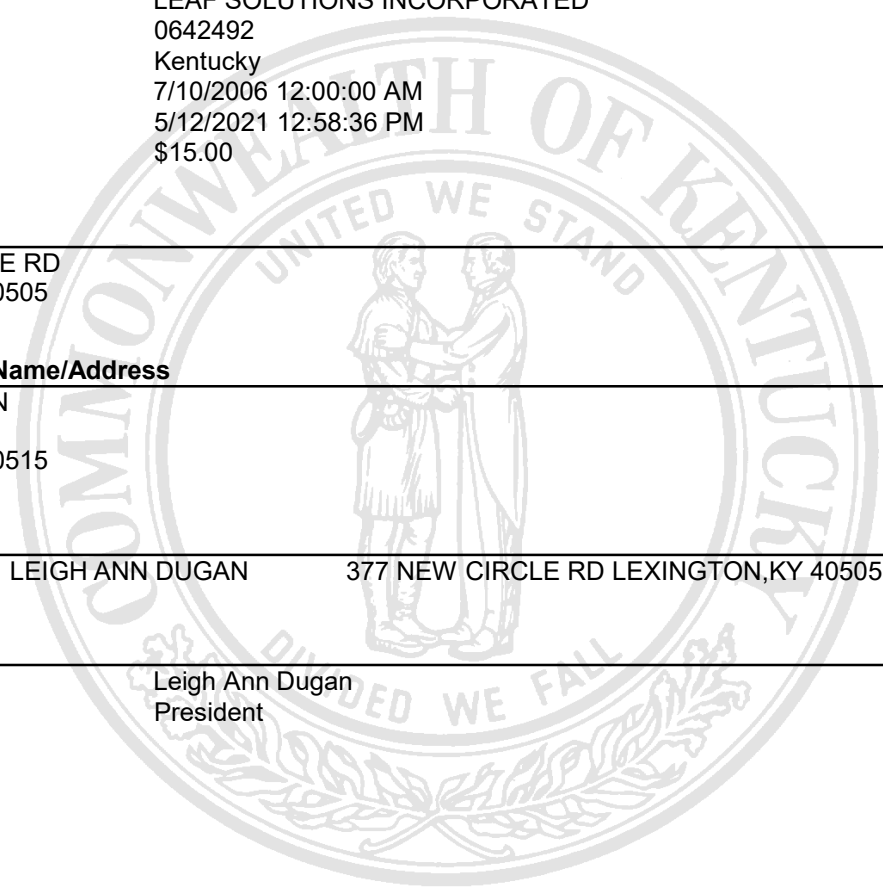 LEAF SOLUTIONS INCORPORATED
0642492
Kentucky
7/10/2006 12:00:00 AM
5/12/2021 12:58:36 PM
$15.00
E RD
0505
Name/Address
N
0515
LEIGH ANN DUGAN 377 NEW CIRCLE RD LEXINGTON,KY 40505
Leigh Ann Dugan
President
COMMONWEALTH OF KENTUCKY
UNITED WE STAND
DIVIDED WE FALL